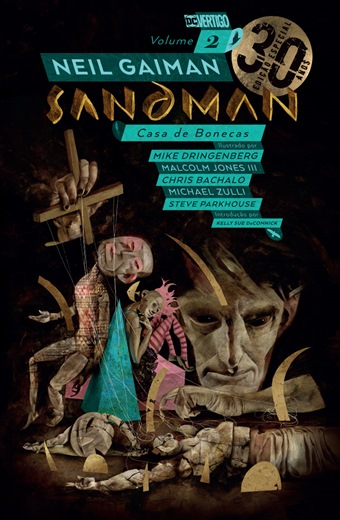 DC VERTIGO
Volume 2
30
EDIÇÃO ESPECIAL
ANOS
NEIL GAIMAN
SANDMAN
Casa de Bonecas
Ilustrado por
MIKE DRINGENBERG
MALCOLM JONES III
CHRIS BACHALO
MICHAEL ZULLI
STEVE PARKHOUSE
Introdução por
KELLY SUE DeCONNICK